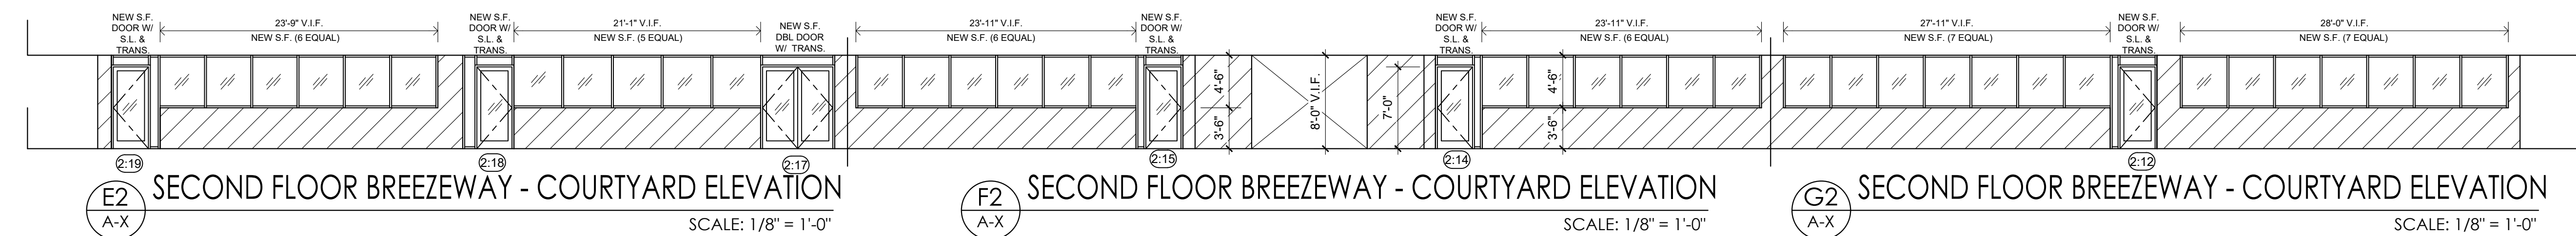 NEW S.F.
DOOR W/
S.L. &
TRANS.
23'-9" V.I.F.
NEW S.F. (6 EQUAL)
NEW S.F.
DOOR W/
S.L. &
TRANS.
21'-1" V.I.F.
NEW S.F. (5 EQUAL)
NEW S.F.
DBL DOOR
W/ TRANS.
23'-11" V.I.F.
NEW S.F. (6 EQUAL)
NEW S.F.
DOOR W/
S.L. &
TRANS.
NEW S.F.
DOOR W/
S.L. &
TRANS.
23'-11" V.I.F.
NEW S.F. (6 EQUAL)
27'-11" V.I.F.
NEW S.F. (7 EQUAL)
NEW S.F.
DOOR W/
S.L. &
TRANS.
28'-0" V.I.F.
NEW S.F. (7 EQUAL)
4'-6"
3'-6"
8'-0" V.I.F.
7'-0"
4'-6"
3'-6"
2:19
2:18
2:17
2:15
2:14
2:12
E2
A-X
SECOND FLOOR BREEZEWAY - COURTYARD ELEVATION
SCALE: 1/8" = 1'-0"
F2
A-X
SECOND FLOOR BREEZEWAY - COURTYARD ELEVATION
SCALE: 1/8" = 1'-0"
G2
A-X
SECOND FLOOR BREEZEWAY - COURTYARD ELEVATION
SCALE: 1/8" = 1'-0"